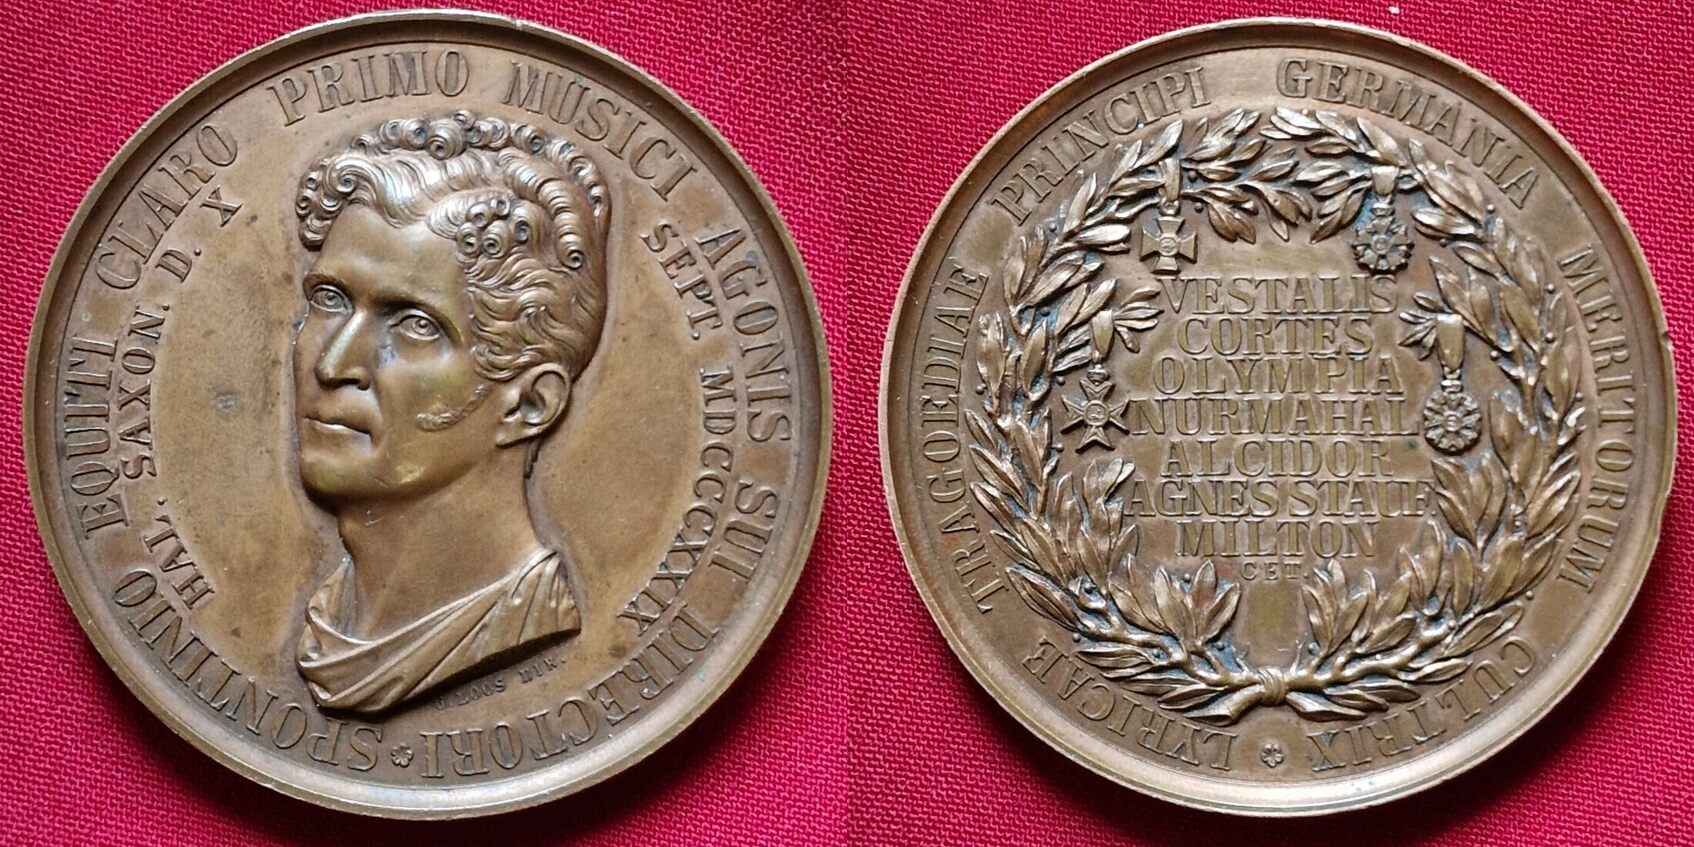 SPONTINIO EQUITI CLARO PRIMO MUSICI AGONIS SUI DIRECTORI
HAL. SAXON. D. X SEPT. MDCCCXXIX
G. LOOS DIR.
LYRICAE TRAGOEDIAE PRINCIPI GERMANIA MERITORUM CULTRIX
VESTALIS
CORTES
OLYMPIA
NURMAHAL
ALCIDOR
AGNES STAUF.
MILTON
CET.